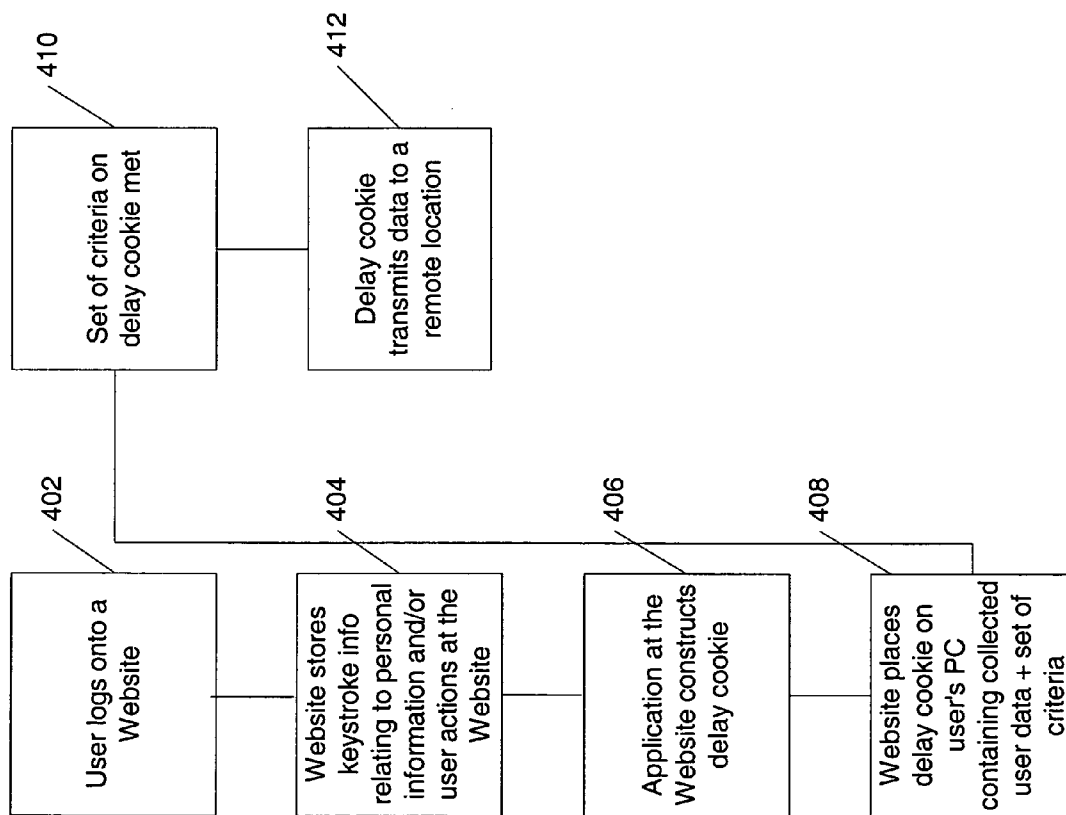 402
User logs onto a
Website
404
Website stores
keystroke info
relating to personal
information and/or
user actions at the
Website
406
Application at the
Website constructs
delay cookie
408
Website places
delay cookie on
user's PC
containing collected
user data + set of
criteria
410
Set of criteria on
delay cookie met
412
Delay cookie
transmits data to a
remote location